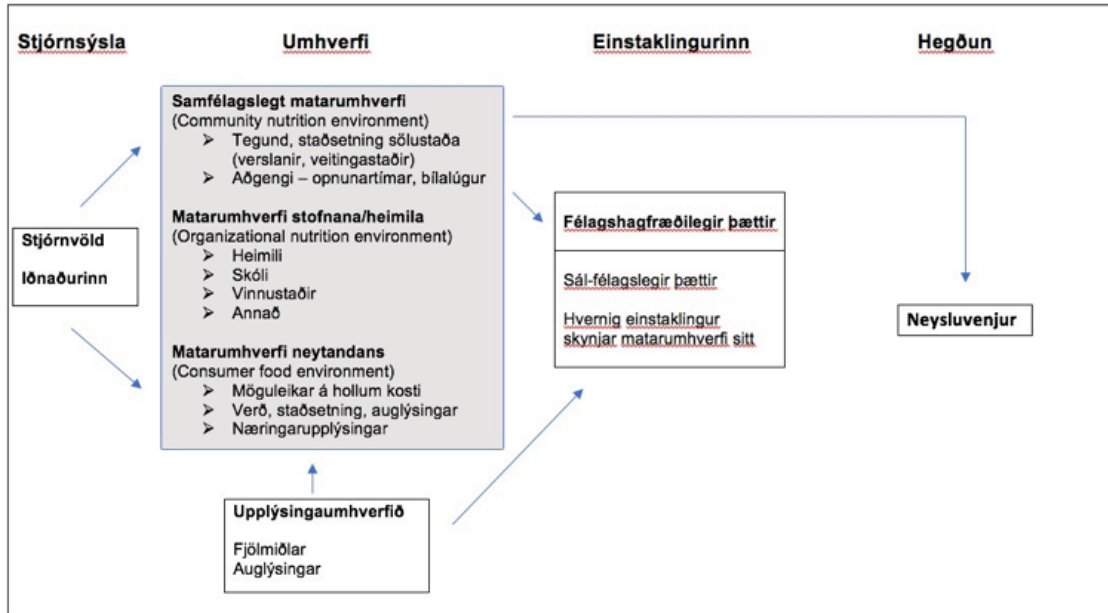 Stjórnsýsla
Umhverfi
Einstaklingurinn
Hegðun
Stjórnvöld
Iðnaðurinn
Samfélagslegt matarumhverfi
(Community nutrition environment)
➢ Tegund, staðsetning sölustaða
(verslanir, veitingastaðir)
➢ Aðgengi – opnunartímar, bílalúgur
Matarumhverfi stofnana/heimila
(Organizational nutrition environment)
➢ Heimili
➢ Skóli
➢ Vinnustaðir
➢ Annað
Matarumhverfi neytandans
(Consumer food environment)
➢ Möguleikar á hollum kosti
➢ Verð, staðsetning, auglýsingar
➢ Næringarupplýsingar
Upplýsingaumhverfið
Fjölmiðlar
Auglýsingar
Félagshagfræðilegir þættir
Sál-félagslegir þættir
Hvernig einstaklingur
skynjar matarumhverfi sitt
Neysluvenjur